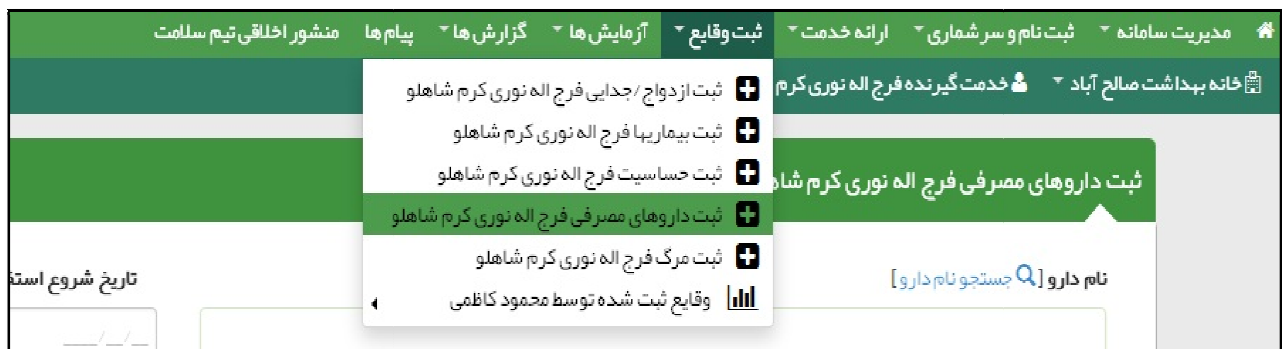 مدیریت سامانه ثبت نام و سرشماری ارائه خدمت ثبت وقایع آزمایش ها گزارش ها پیام ها منشور اخلاقی تیم سلامت
خانه بهداشت صالح آباد خدمت گیرنده فرج اله نوری کرم
ثبت ازدواج/جدایی فرج اله نوری کرم شاهلو
ثبت بیماریها فرج اله نوری کرم شاهلو
ثبت حساسیت فرج اله نوری کرم شاهلو
ثبت داروهای مصرفی فرج اله نوری کرم شاهلو
ثبت مرگ فرج اله نوری کرم شاهلو
وقایع ثبت شده توسط محمود کاظمی
ثبت داروهای مصرفی فرج اله نوری کرم
نام دارو [جستجو نام دارو]
تاریخ شروع
__/__/____